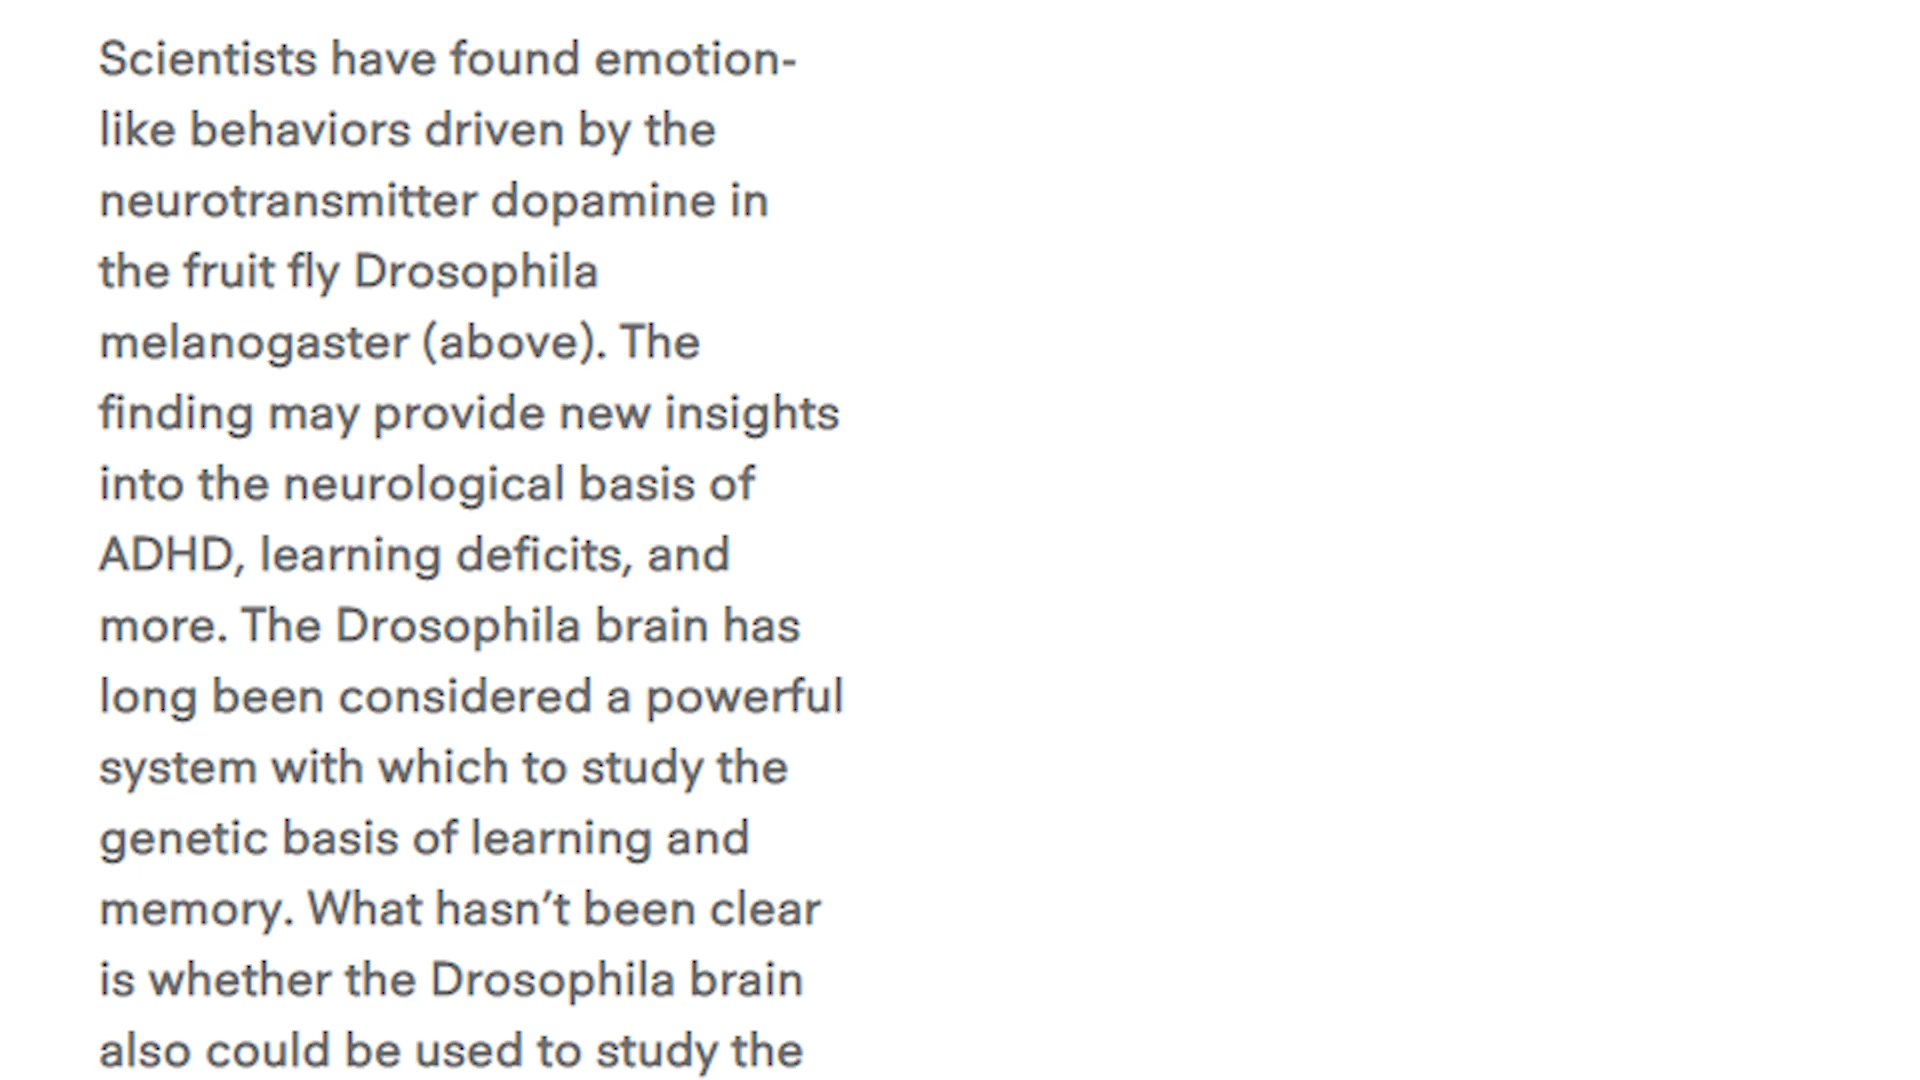 Scientists have found emotion-
like behaviors driven by the
neurotransmitter dopamine in
the fruit fly Drosophila
melanogaster (above). The
finding may provide new insights
into the neurological basis of
ADHD, learning deficits, and
more. The Drosophila brain has
long been considered a powerful
system with which to study the
genetic basis of learning and
memory. What hasn’t been clear
is whether the Drosophila brain
also could be used to study the